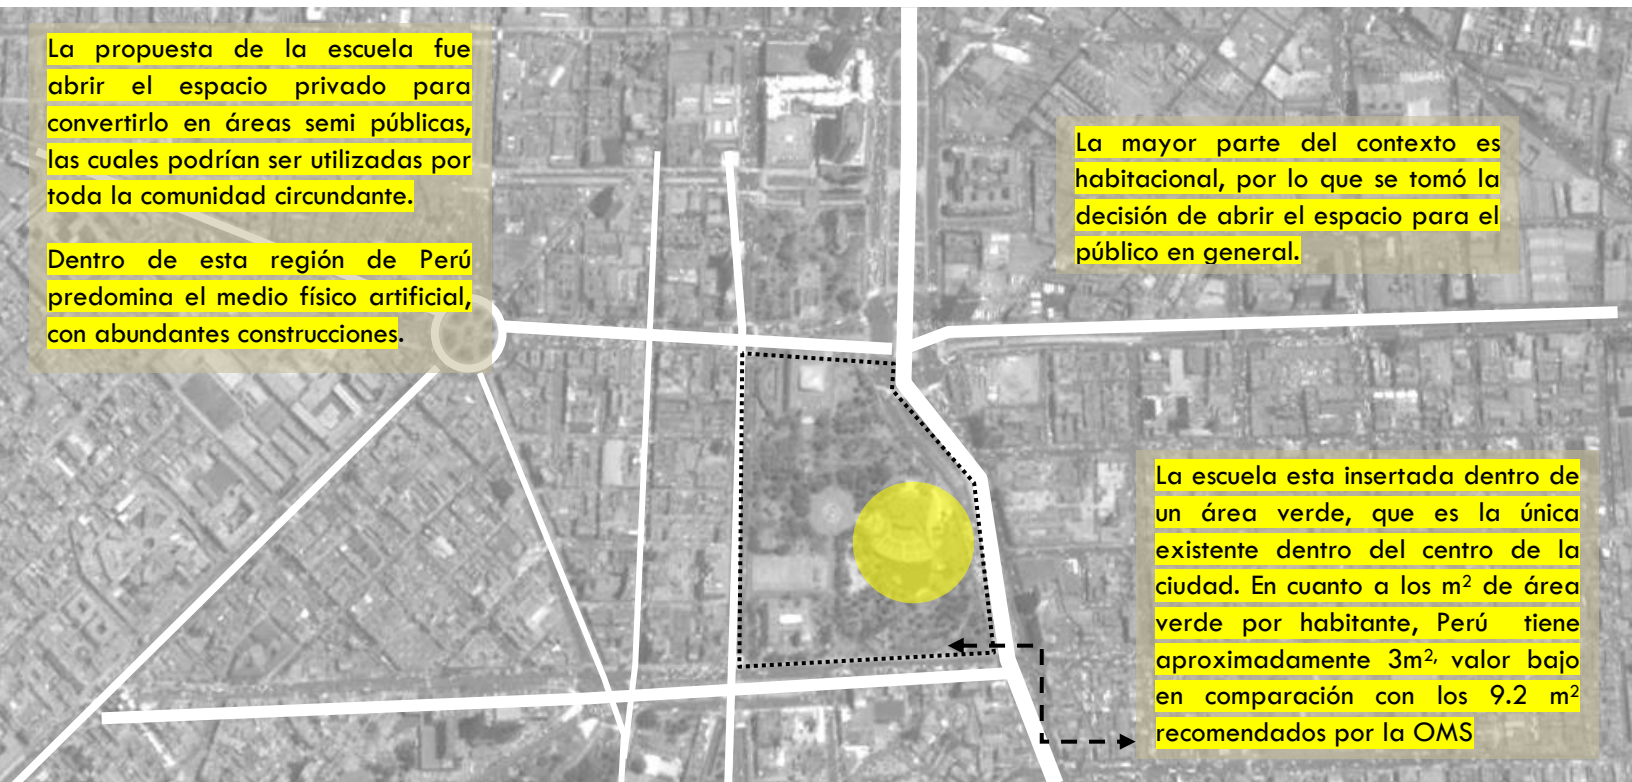 La propuesta de la escuela fue
abrir el espacio privado para
convertirlo en áreas semi públicas,
las cuales podrían ser utilizadas por
toda la comunidad circundante.
Dentro de esta región de Perú
predomina el medio físico artificial,
con abundantes construcciones.
La mayor parte del contexto es
habitacional, por lo que se tomó la
decisión de abrir el espacio para el
público en general.
La escuela esta insertada dentro de
un área verde, que es la única
existente dentro del centro de la
ciudad. En cuanto a los m² de área
verde por habitante, Perú tiene
aproximadamente 3m², valor bajo
en comparación con los 9.2 m²
recomendados por la OMS